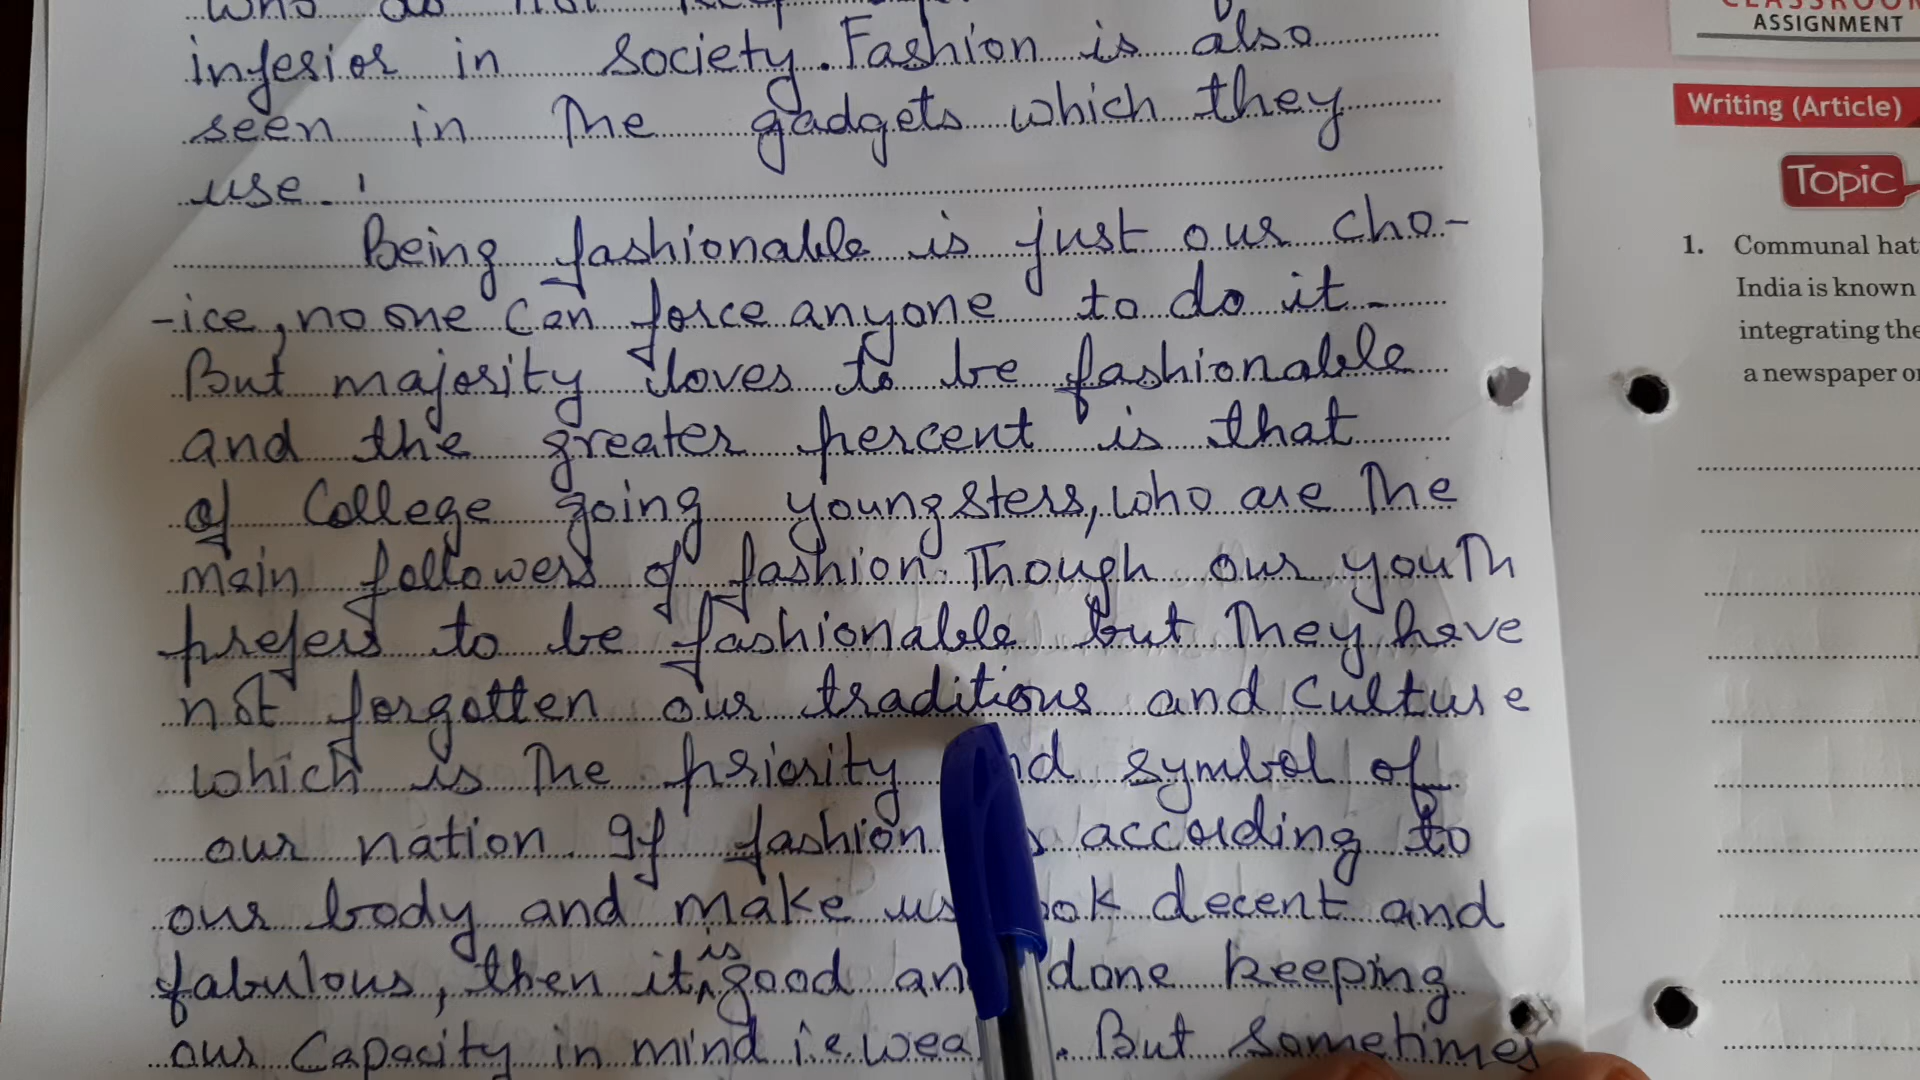 inferior in society. Fashion is also
seen in the gadgets which they
use.
Being fashionable is just our cho-
-ice, no one can force anyone to do it.
But majority loves to be fashionable
and the greater percent is that
of College going youngsters, who are the
main followers of fashion. Though our youth
prefers to be fashionable but they have
not forgotten our traditions and culture
which is the priority symbol of
our nation. If fashion according to
our body and make us decent and
fabulous, then it is good done keeping
our capacity in mind i.e. But sometimes
ASSIGNMENT
Writing (Article)
Topic
1. Communal
India is known
integrating the
a newspaper